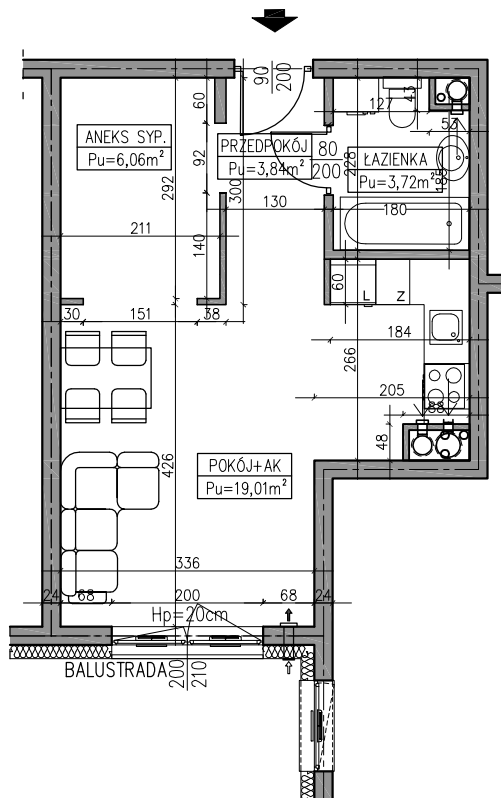 90
200
60
127
43
53
ANEKS SYP.
Pu=6,06m²
PRZEDPOKÓJ
Pu=3,84m²
80
200
ŁAZIENKA
Pu=3,72m²
92
292
300
228
185
130
180
211
140
60
L
Z
30
151
38
184
266
205
88
48
426
POKÓJ+AK
Pu=19,01m²
336
24
68
200
68
24
Hp=20cm
BALUSTRADA
200
210